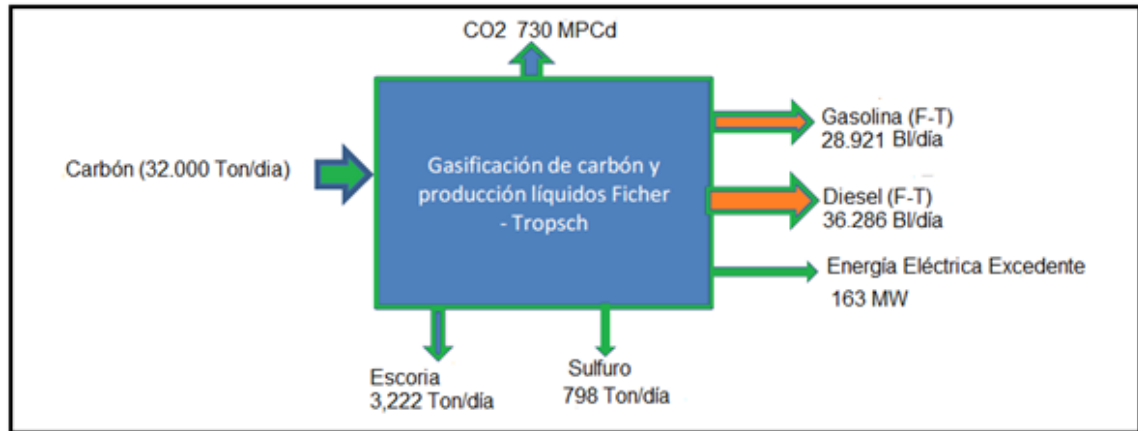 CO2 730 MPCd
Carbón (32.000 Ton/dia)
Gasificación de carbón y
producción líquidos Ficher
- Tropsch
Gasolina (F-T)
28.921 Bl/día
Diesel (F-T)
36.286 Bl/día
Energía Eléctrica Excedente
163 MW
Escoria
3,222 Ton/día
Sulfuro
798 Ton/día